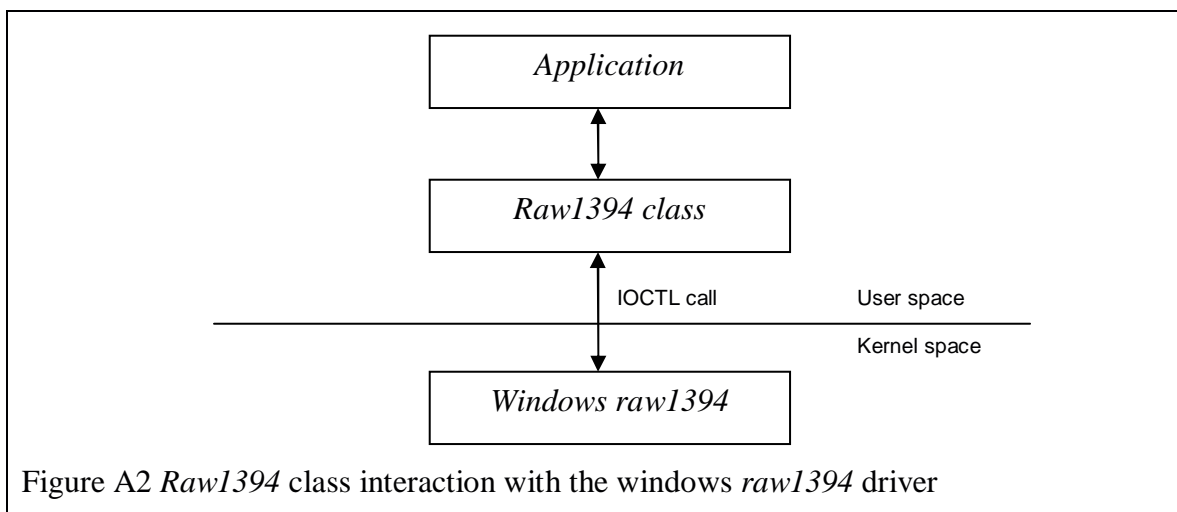 Application
Raw1394 class
IOCTL call
User space
Kernel space
Windows raw1394
Figure A2 Raw1394 class interaction with the windows raw1394 driver